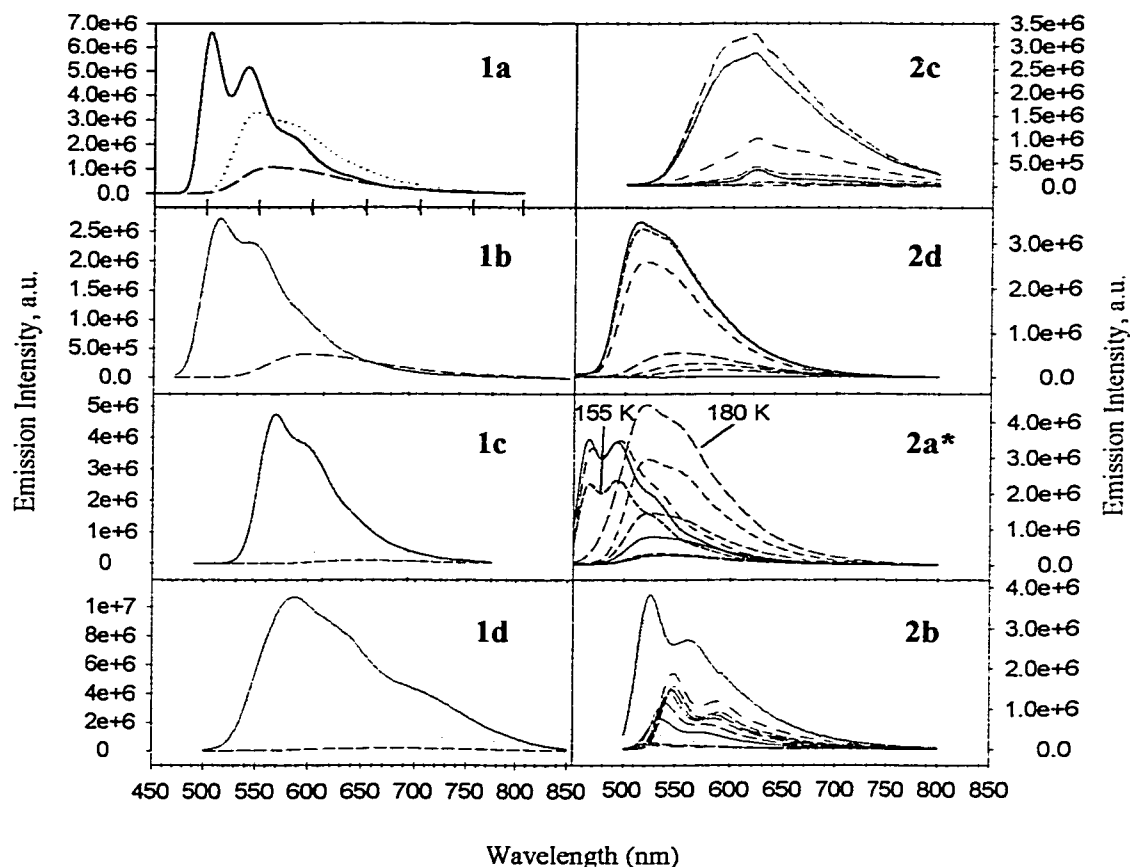 7.0e+6
6.0e+6
5.0e+6
4.0e+6
3.0e+6
2.0e+6
1.0e+6
0.0
1a
2c
3.5e+6
3.0e+6
2.5e+6
2.0e+6
1.5e+6
1.0e+6
5.0e+5
0.0
2.5e+6
2.0e+6
1.5e+6
1.0e+6
5.0e+5
0.0
1b
2d
3.0e+6
2.0e+6
1.0e+6
0.0
5e+6
4e+6
3e+6
2e+6
1e+6
0
1c
155 K
180 K
2a*
4.0e+6
3.0e+6
2.0e+6
1.0e+6
0.0
1e+7
8e+6
6e+6
4e+6
2e+6
0
1d
2b
4.0e+6
3.0e+6
2.0e+6
1.0e+6
0.0
Emission Intensity, a.u.
Emission Intensity, a.u.
450 500 550 600 650 700 750 800 850
500 550 600 650 700 750 800 850
Wavelength (nm)